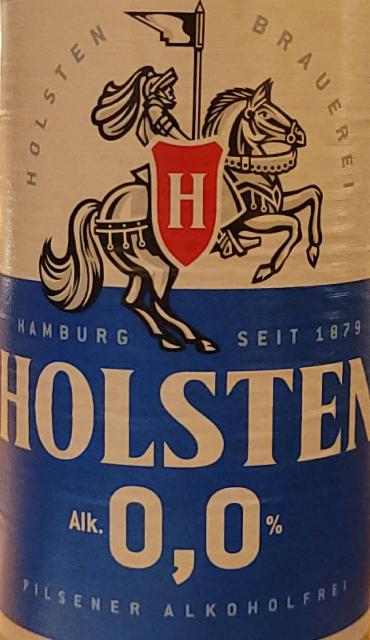 HOLSTEN BRAUEREI
H
HAMBURG SEIT 1879
HOLSTEN
Alk. 0,0%
PILSENER ALKOHOLFREI